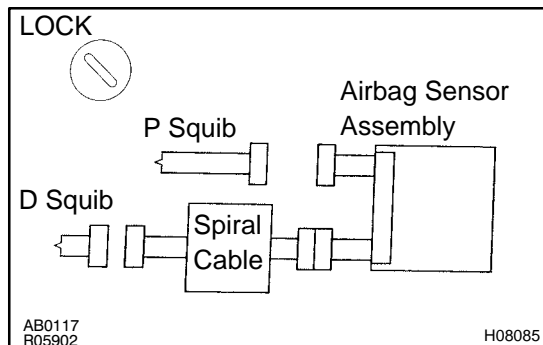 LOCK
Airbag Sensor
Assembly
P Squib
D Squib
Spiral
Cable
AB0117
R05902
H08085